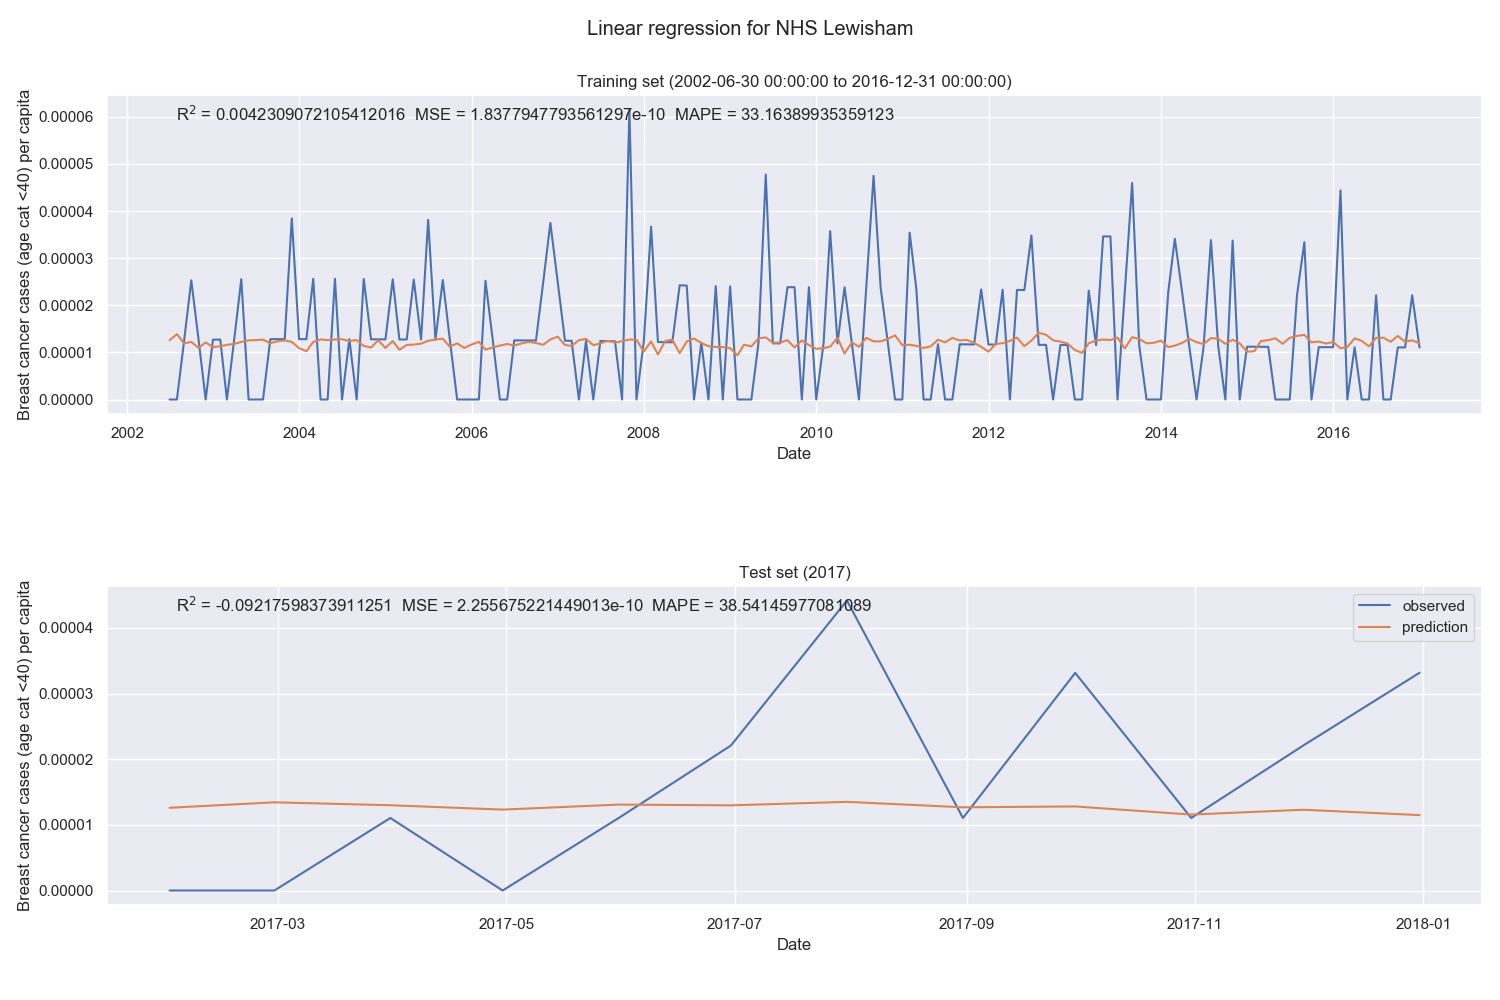 Linear regression for NHS Lewisham
Training set (2002-06-30 00:00:00 to 2016-12-31 00:00:00)
R² = 0.0042309072105412016 MSE = 1.8377947793561297e-10 MAPE = 33.16389935359123
Breast cancer cases (age cat <40) per capita
0.00006
0.00005
0.00004
0.00003
0.00002
0.00001
0.00000
2002 2004 2006 2008 2010 2012 2014 2016
Date
Test set (2017)
R² = -0.09217598373911251 MSE = 2.255675221449013e-10 MAPE = 38.54145977081089
observed
prediction
Breast cancer cases (age cat <40) per capita
0.00004
0.00003
0.00002
0.00001
0.00000
2017-03 2017-05 2017-07 2017-09 2017-11 2018-01
Date